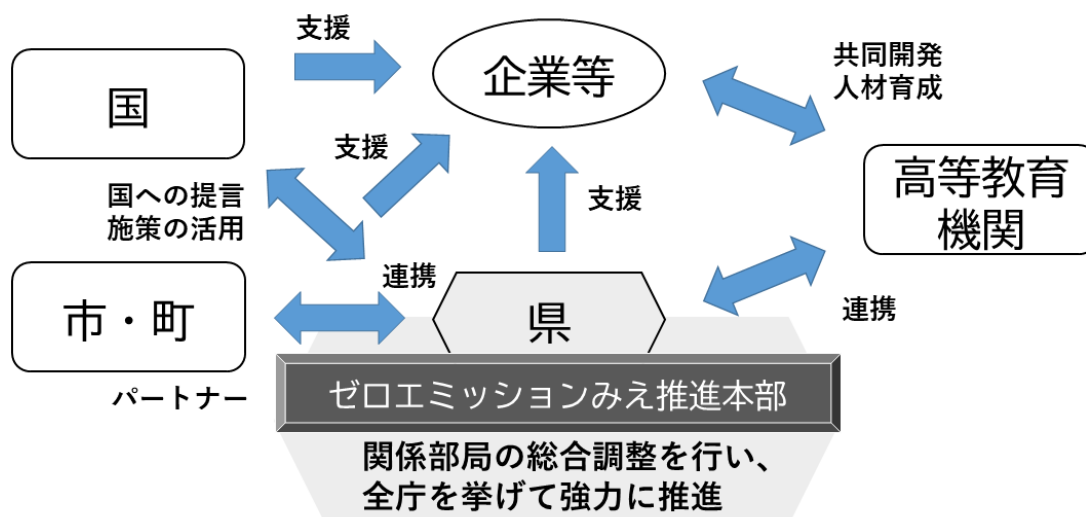 支援
企業等
国
共同開発
人材育成
支援
国への提言
施策の活用
支援
高等教育
機関
連携
市・町
県
連携
パートナー
ゼロエミッションみえ推進本部
関係部局の総合調整を行い、
全庁を挙げて強力に推進